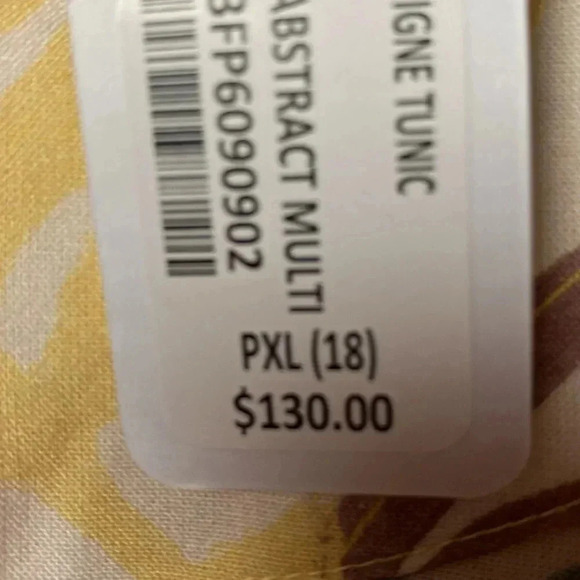 IGNE TUNIC
ABSTRACT MULTI
3FP6090902
PXL (18)
$130.00